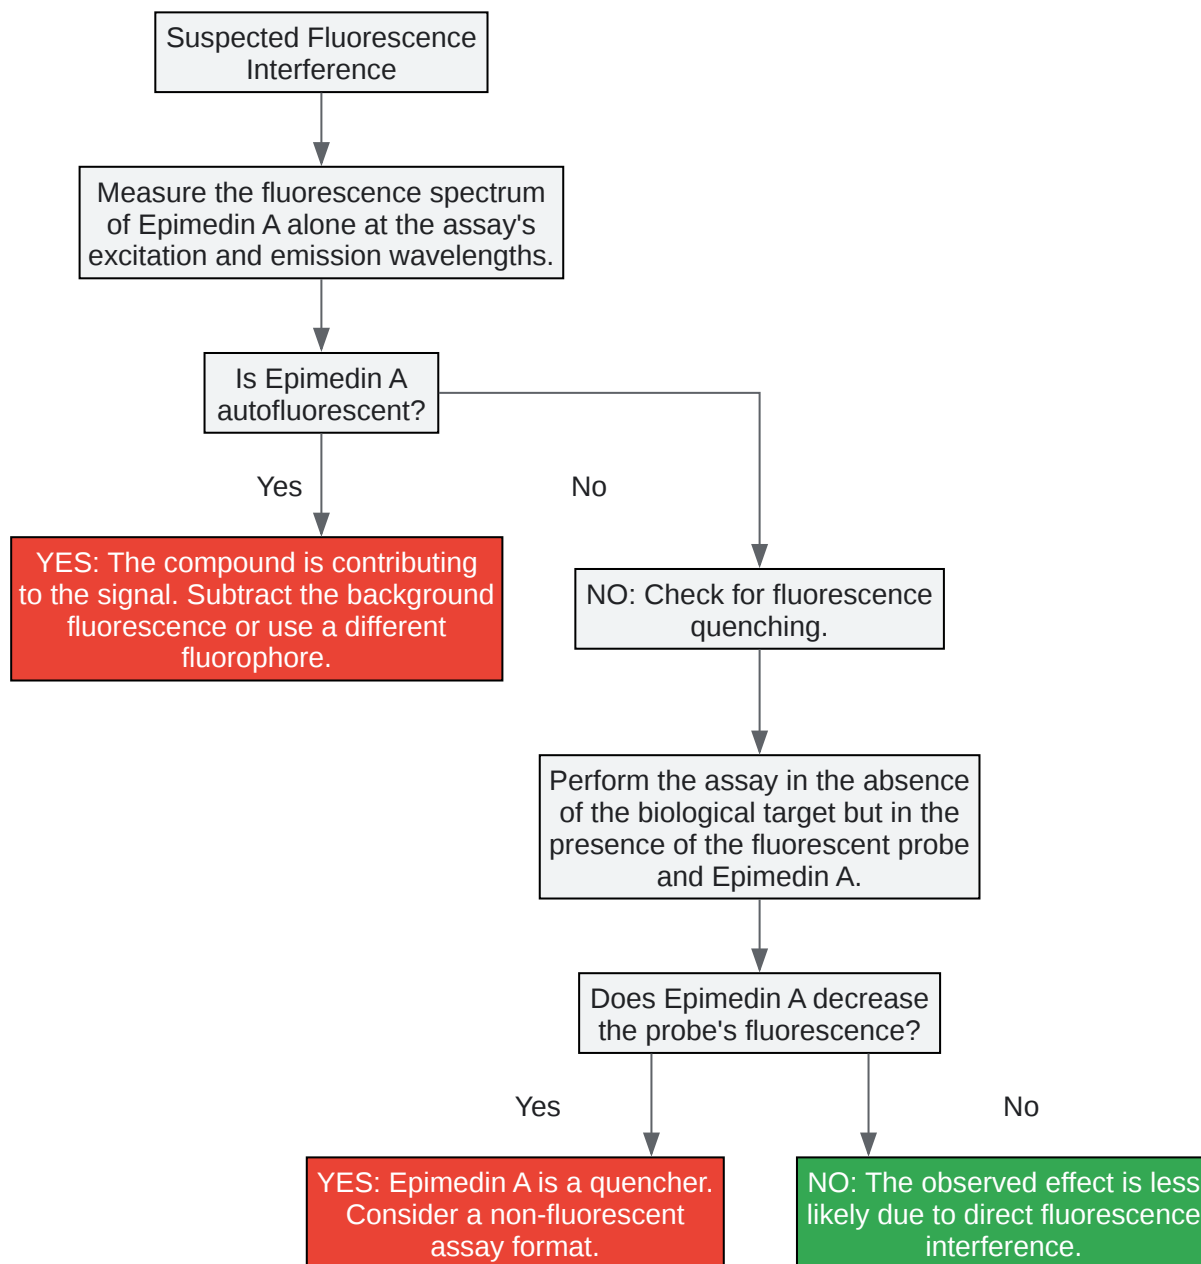 Suspected Fluorescence
Interference
Measure the fluorescence spectrum
of Epimedin A alone at the assay's
excitation and emission wavelengths.
Is Epimedin A
autofluorescent?
Yes
No
YES: The compound is contributing
to the signal. Subtract the background
fluorescence or use a different
fluorophore.
NO: Check for fluorescence
quenching.
Perform the assay in the absence
of the biological target but in the
presence of the fluorescent probe
and Epimedin A.
Does Epimedin A decrease
the probe's fluorescence?
Yes
No
YES: Epimedin A is a quencher.
Consider a non-fluorescent
assay format.
NO: The observed effect is less
likely due to direct fluorescence
interference.